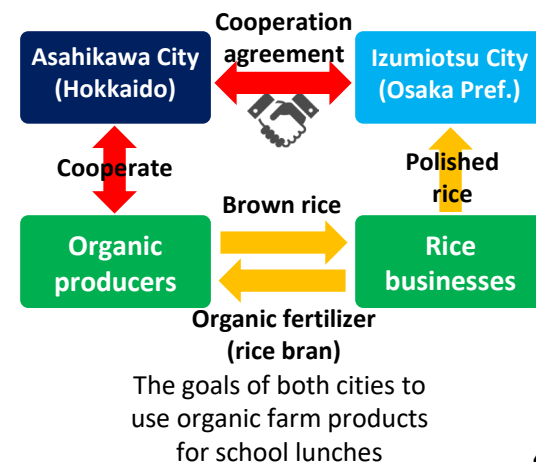 Cooperation
agreement
Asahikawa City
(Hokkaido)
Izumiotsu City
(Osaka Pref.)
Cooperate
Polished
rice
Brown rice
Organic
producers
Rice
businesses
Organic fertilizer
(rice bran)
The goals of both cities to
use organic farm products
for school lunches